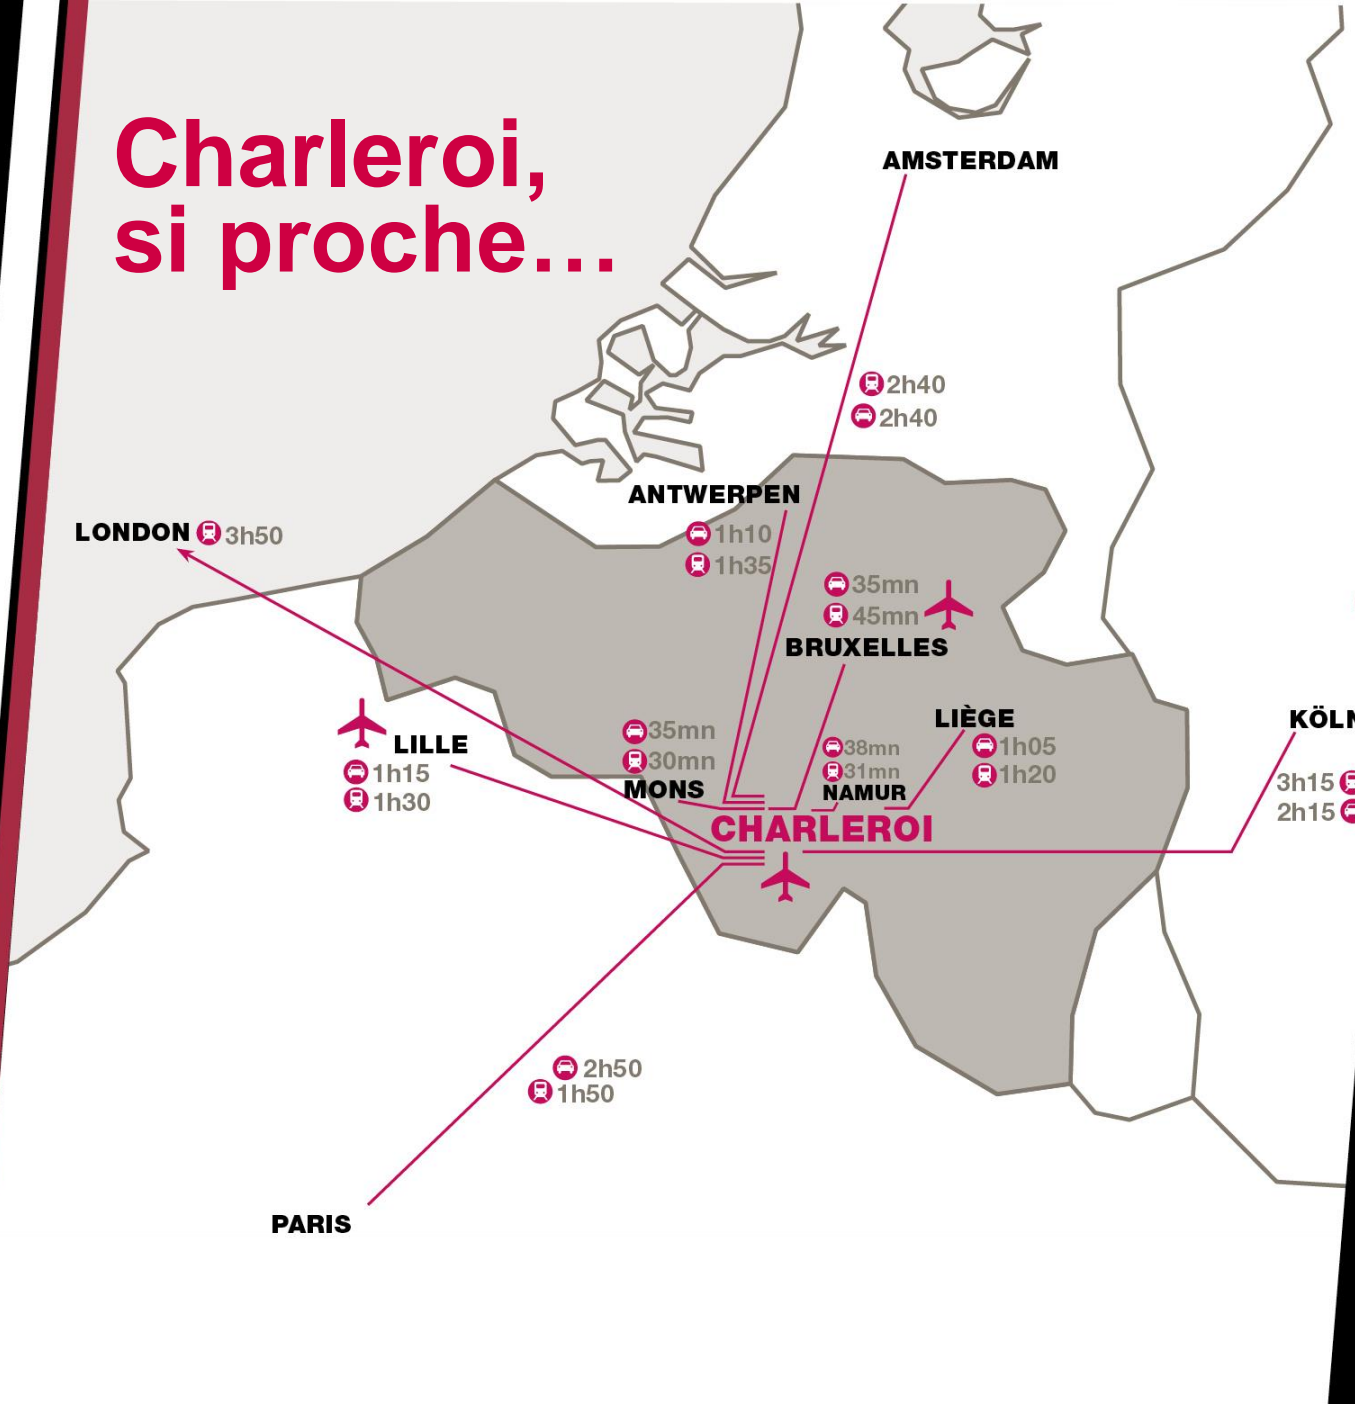 Charleroi,
si proche…
AMSTERDAM
2h40
2h40
ANTWERPEN
1h10
1h35
LONDON 3h50
35mn
45mn
BRUXELLES
LIÈGE
1h05
1h20
KÖLN
3h15
2h15
LILLE
1h15
1h30
35mn
30mn
MONS
38mn
31mn
NAMUR
CHARLEROI
2h50
1h50
PARIS